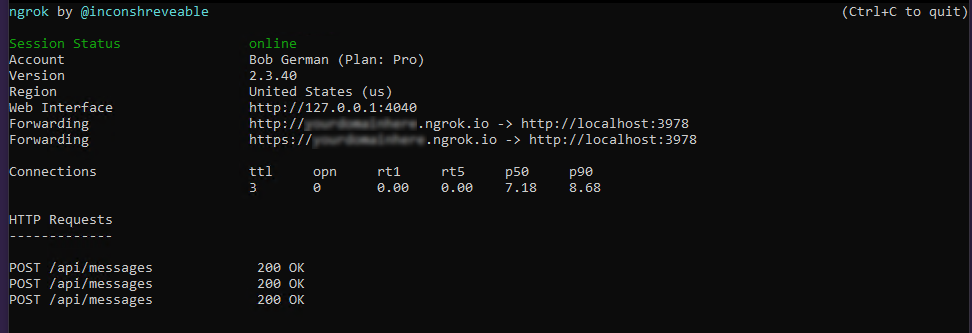 ngrok by @inconshreveable (Ctrl+C to quit)
Session Status online
Account Bob German (Plan: Pro)
Version 2.3.40
Region United States (us)
Web Interface http://127.0.0.1:4040
Forwarding http://yourdomainhere.ngrok.io -> http://localhost:3978
Forwarding https://yourdomainhere.ngrok.io -> http://localhost:3978
Connections ttl opn rt1 rt5 p50 p90
3 0 0.00 0.00 7.18 8.68
HTTP Requests
-------------
POST /api/messages 200 OK
POST /api/messages 200 OK
POST /api/messages 200 OK